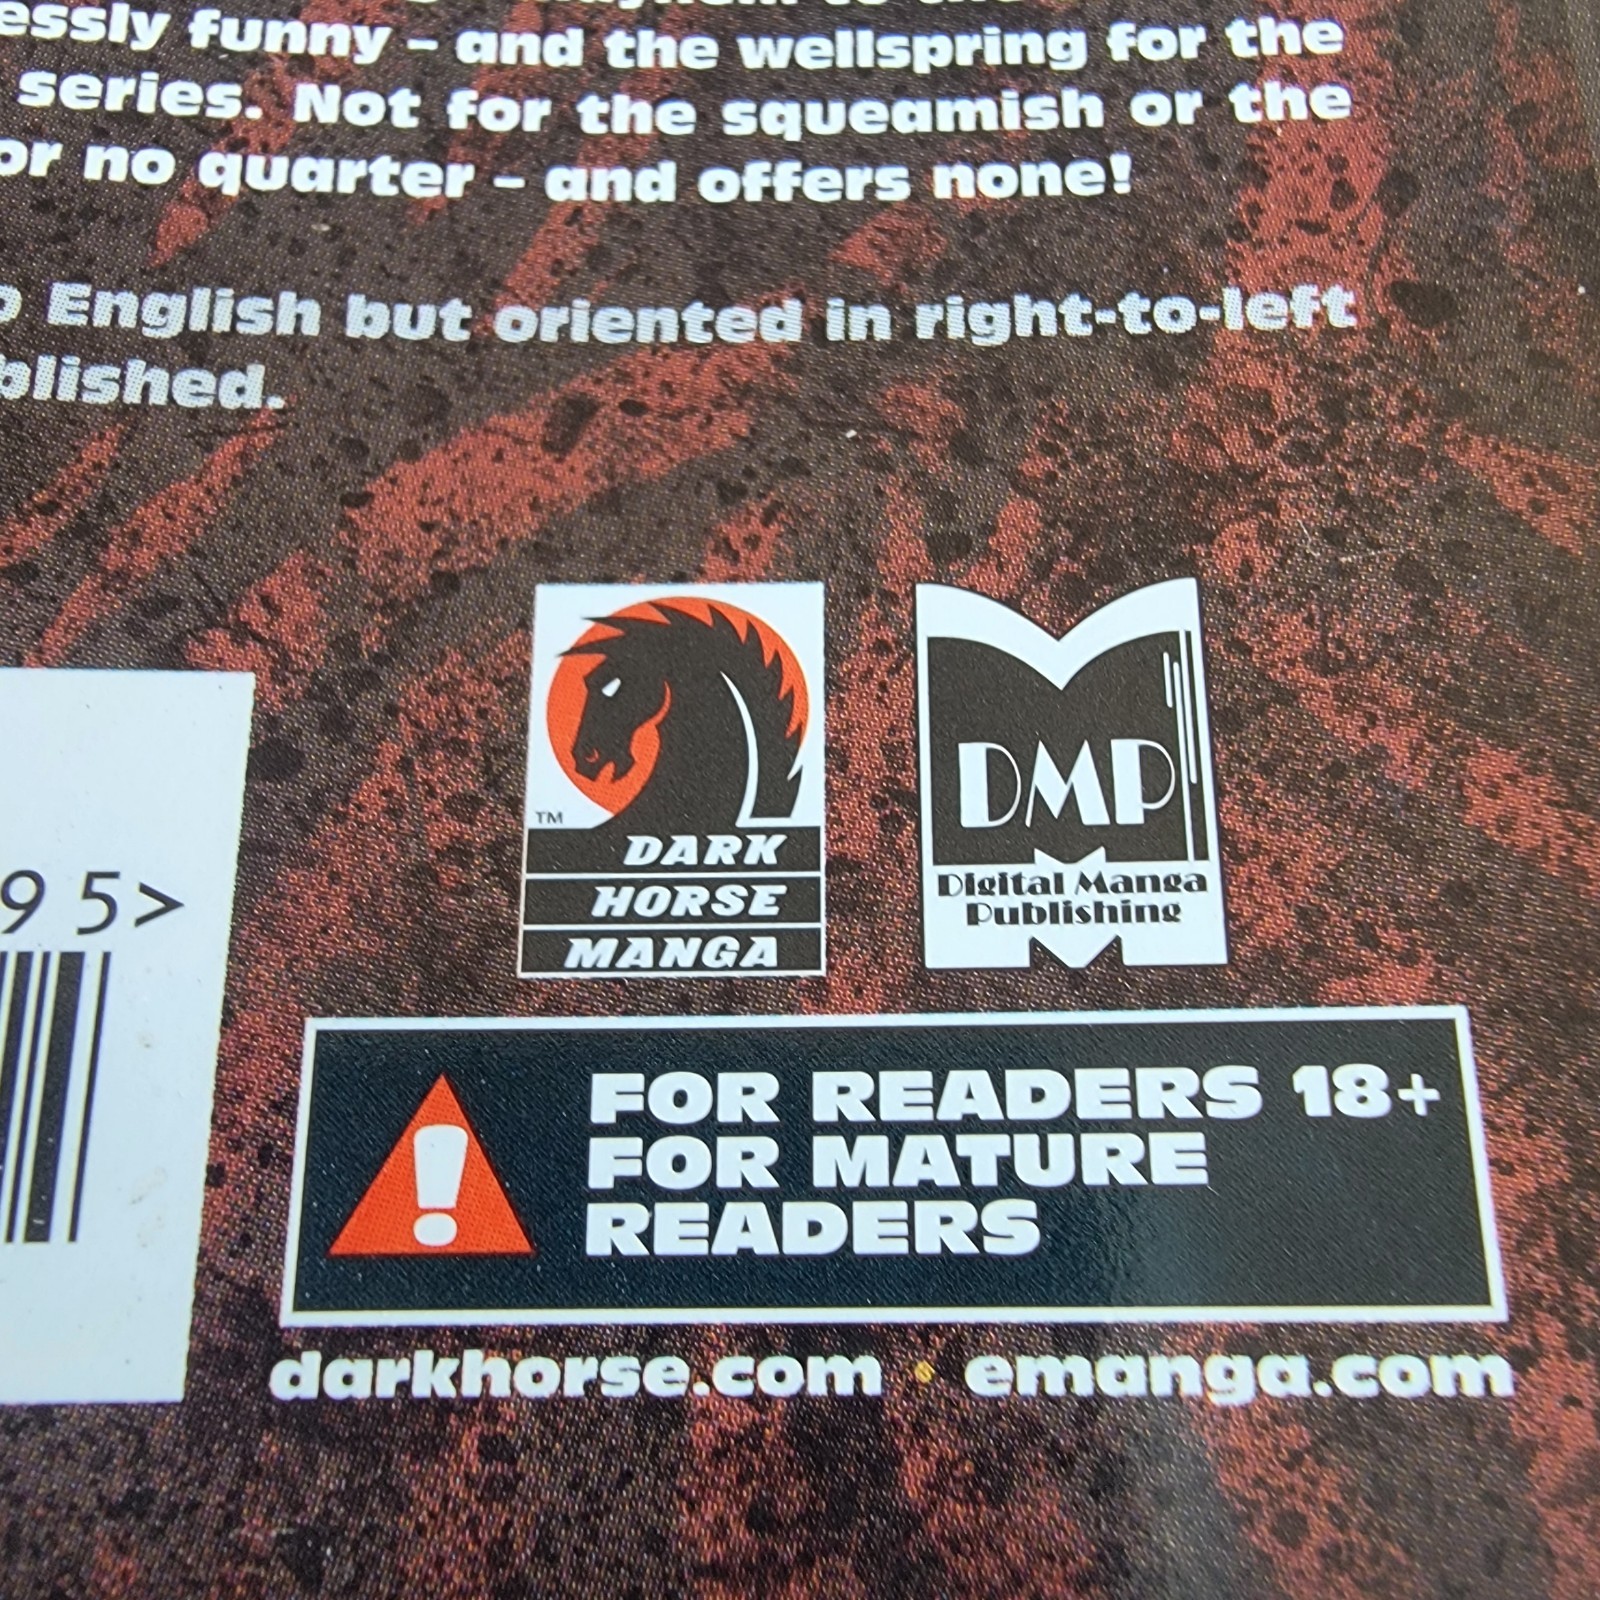 essly funny – and the wellspring for the
series. Not for the squeamish or the
or no quarter – and offers none!
English but oriented in right-to-left
blished.
TM
DARK
HORSE
MANGA
DMP
Digital Manga
Publishing
95>
FOR READERS 18+
FOR MATURE
READERS
darkhorse.com • emanga.com